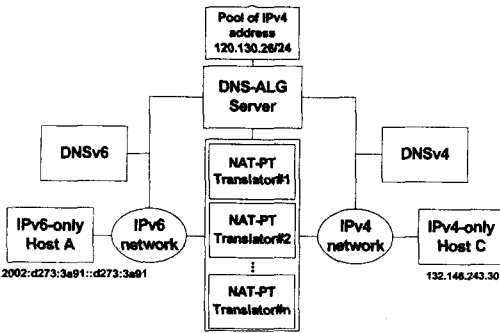 Pool of IPv4
address
120.130.26/24
DNS-ALG
Server
DNSv6
DNSv4
NAT-PT
Translator#1
IPv6-only
Host A
IPv6
network
NAT-PT
Translator#2
IPv4
network
IPv4-only
Host C
2002:d273:3a91::d273:3a91
132.146.243.30
NAT-PT
Translator#n